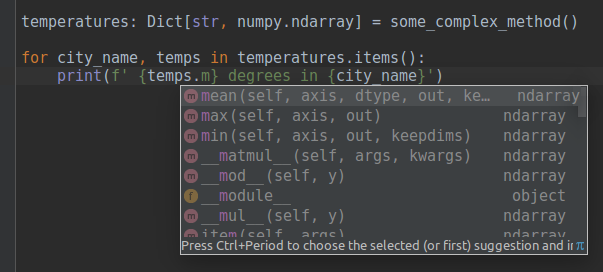 temperatures: Dict[str, numpy.ndarray] = some_complex_method()
for city_name, temps in temperatures.items():
print(f' {temps.m} degrees in {city_name}')
m mean(self, axis, dtype, out, ke… ndarray
m max(self, axis, out) ndarray
m min(self, axis, out, keepdims) ndarray
m __matmul__(self, args, kwargs) ndarray
m __mod__(self, y) ndarray
f __module__ object
m __mul__(self, y) ndarray
m item(self, args) ndarray
Press Ctrl+Period to choose the selected (or first) suggestion and i π